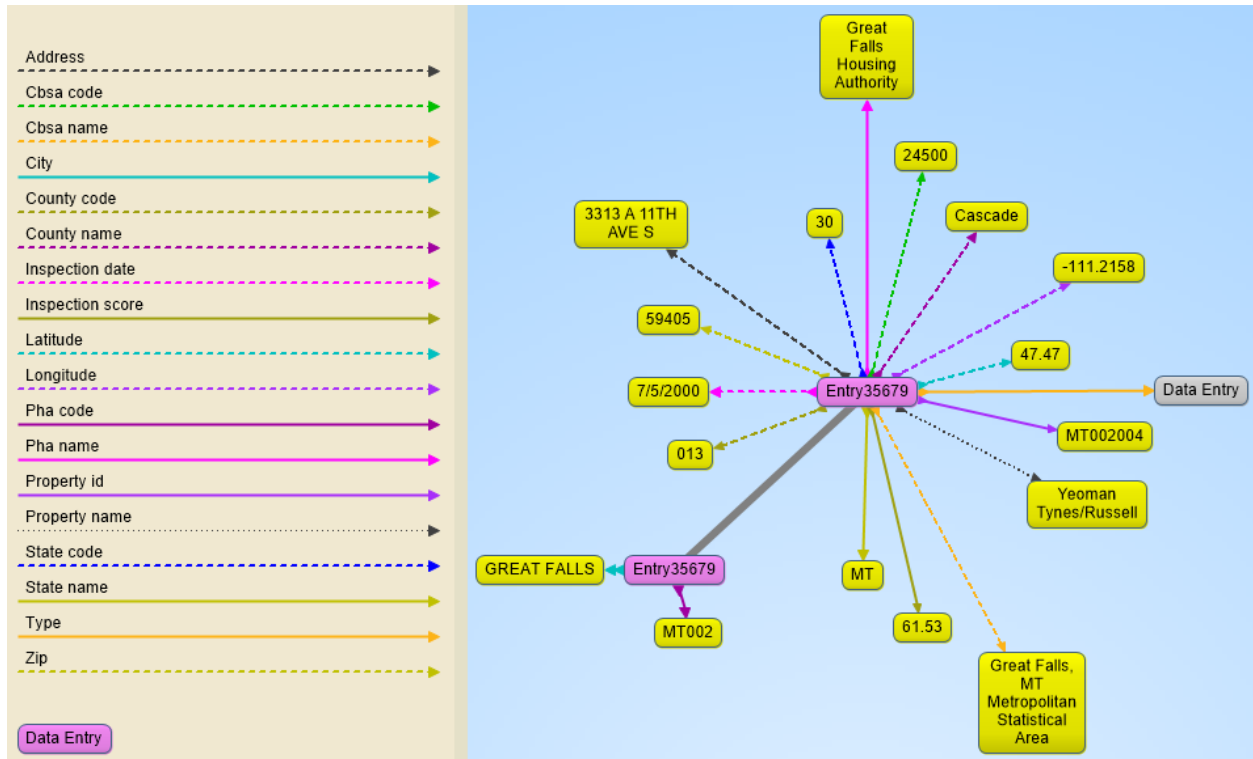 Address
Cbsa code
Cbsa name
City
County code
County name
Inspection date
Inspection score
Latitude
Longitude
Pha code
Pha name
Property id
Property name
State code
State name
Type
Zip
Data Entry
Great
Falls
Housing
Authority
24500
3313 A 11TH
AVE S
30
Cascade
-111.2158
59405
47.47
7/5/2000
Entry35679
Data Entry
013
MT002004
Yeoman
Tynes/Russell
GREAT FALLS
Entry35679
MT
MT002
61.53
Great Falls,
MT
Metropolitan
Statistical
Area